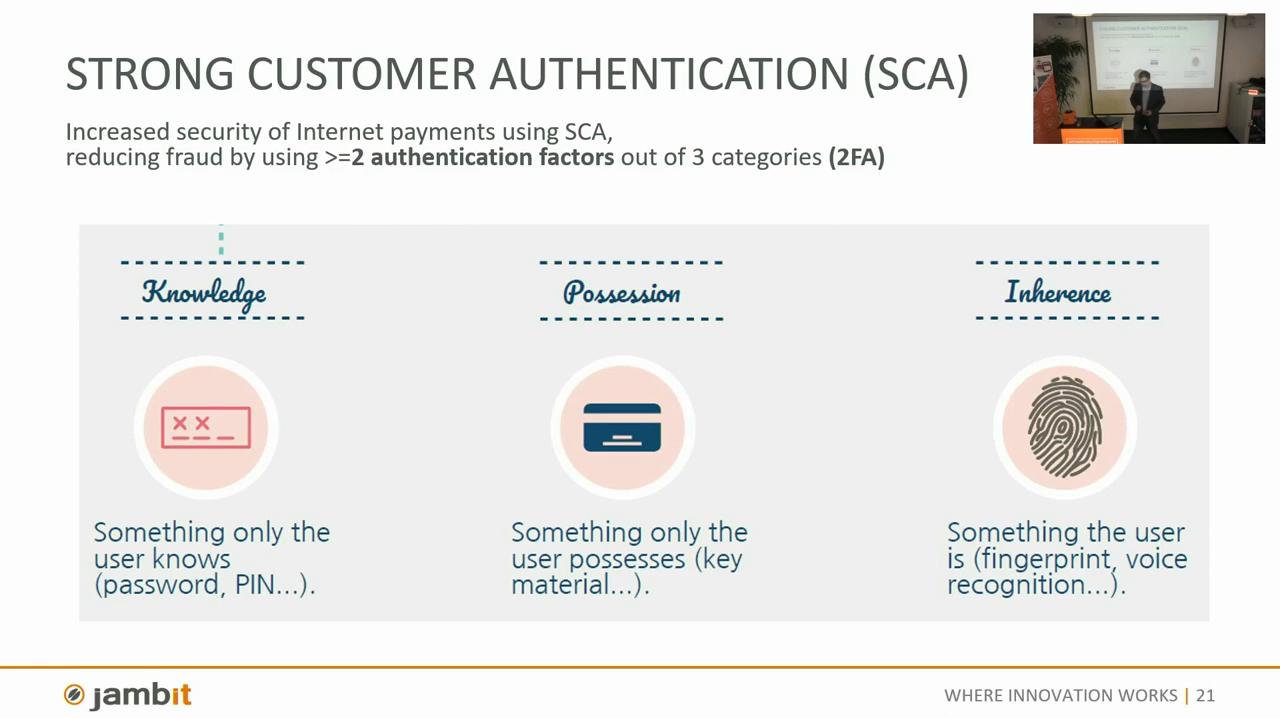 STRONG CUSTOMER AUTHENTICATION (SCA)
Increased security of Internet payments using SCA,
reducing fraud by using >=2 authentication factors out of 3 categories (2FA)
Knowledge
Possession
Inherence
Something only the
user knows
(password, PIN...).
Something only the
user possesses (key
material...).
Something the user
is (fingerprint, voice
recognition...).
jambit
WHERE INNOVATION WORKS | 21